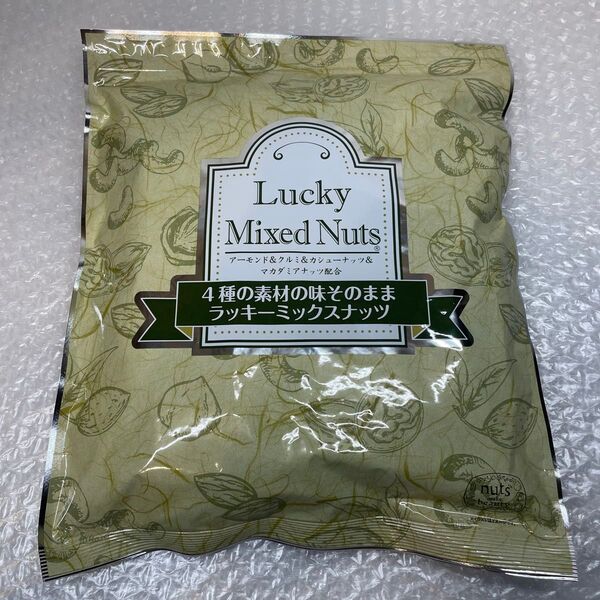 Lucky
Mixed Nuts®
アーモンド&クルミ&カシューナッツ&
マカダミアナッツ配合
4種の素材の味そのまま
ラッキーミックスナッツ
nuts
beauty